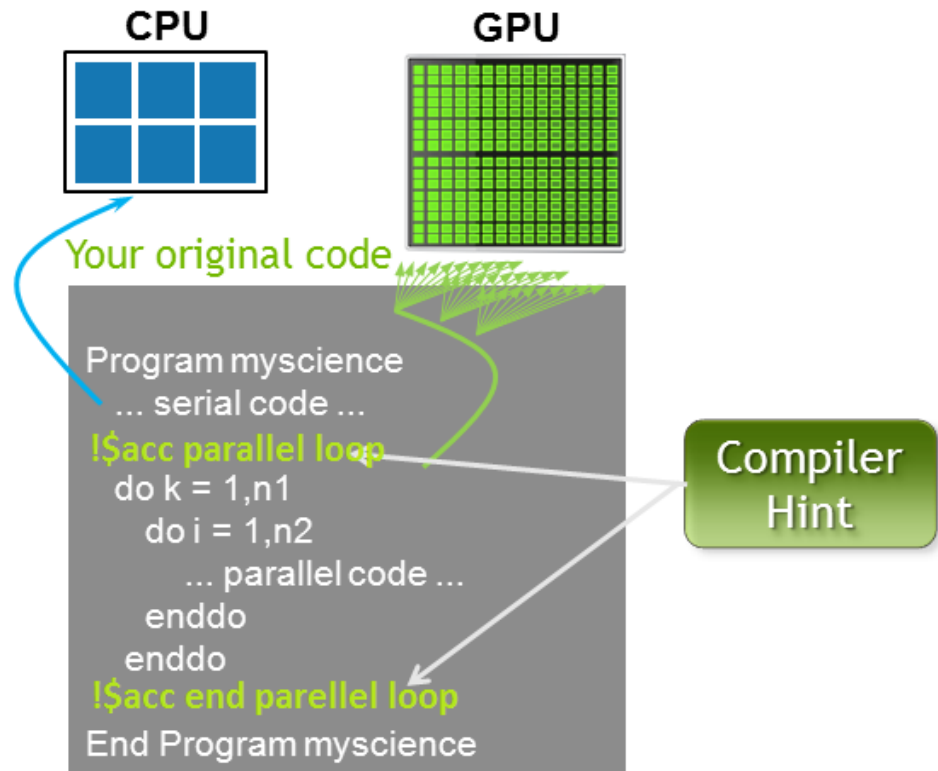 CPU
GPU
Your original code
Program myscience
... serial code ...
!$acc parallel loop
do k = 1,n1
do i = 1,n2
... parallel code ...
enddo
enddo
!$acc end parellel loop
End Program myscience
Compiler
Hint